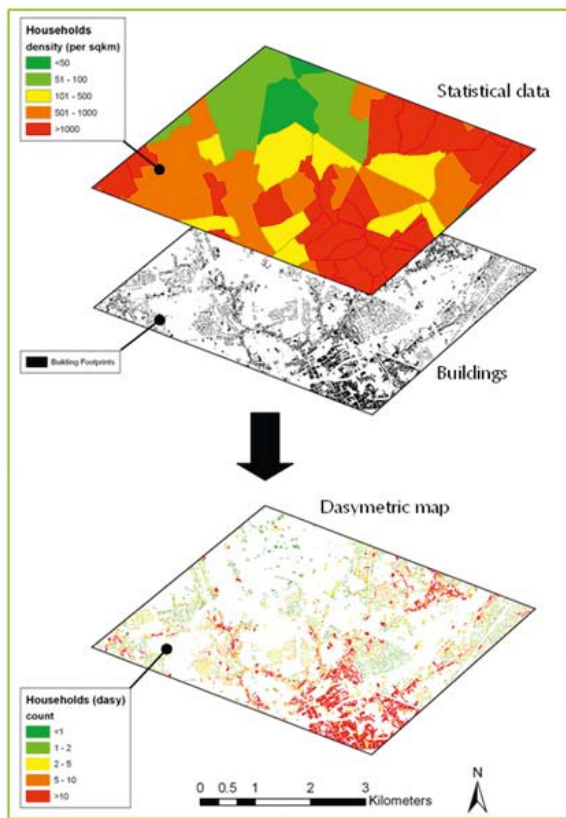 Households
density (per sqkm)
<50
51 - 100
101 - 500
501 - 1000
>1000
Statistical data
Building Footprints
Buildings
Dasymetric map
Households (dasy)
count
<1
1 - 2
2 - 5
5 - 10
>10
0 0.5 1 2 3
Kilometers
N